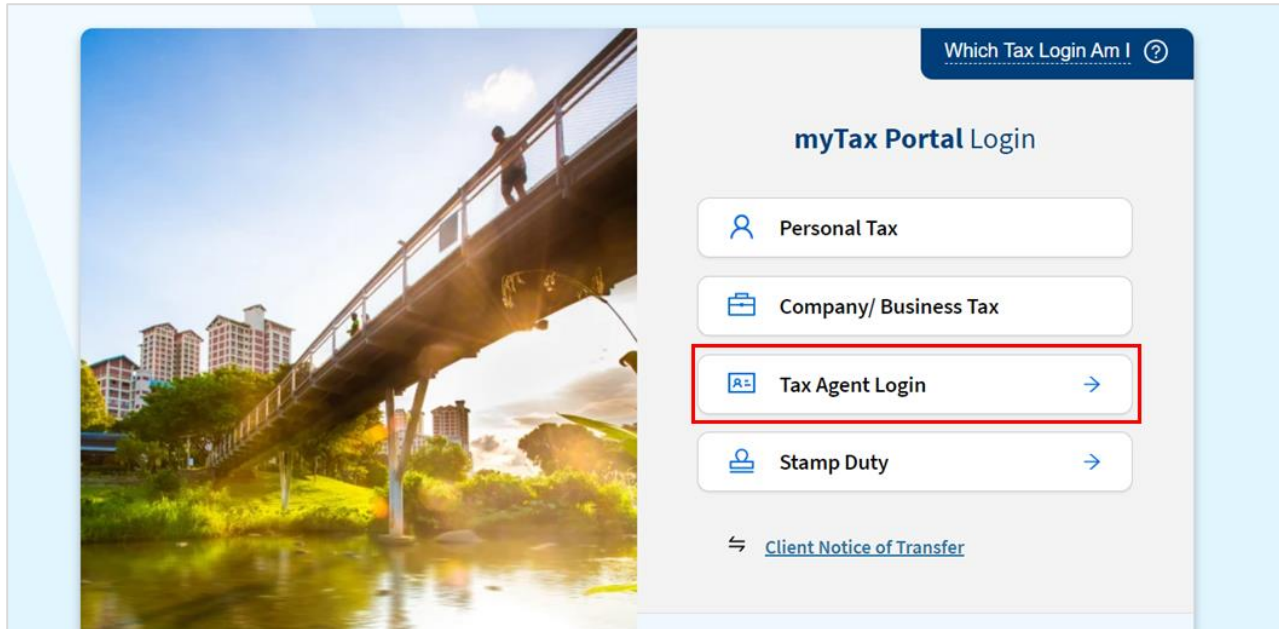 Which Tax Login Am I
myTax Portal Login
Personal Tax
Company/ Business Tax
Tax Agent Login
Stamp Duty
Client Notice of Transfer